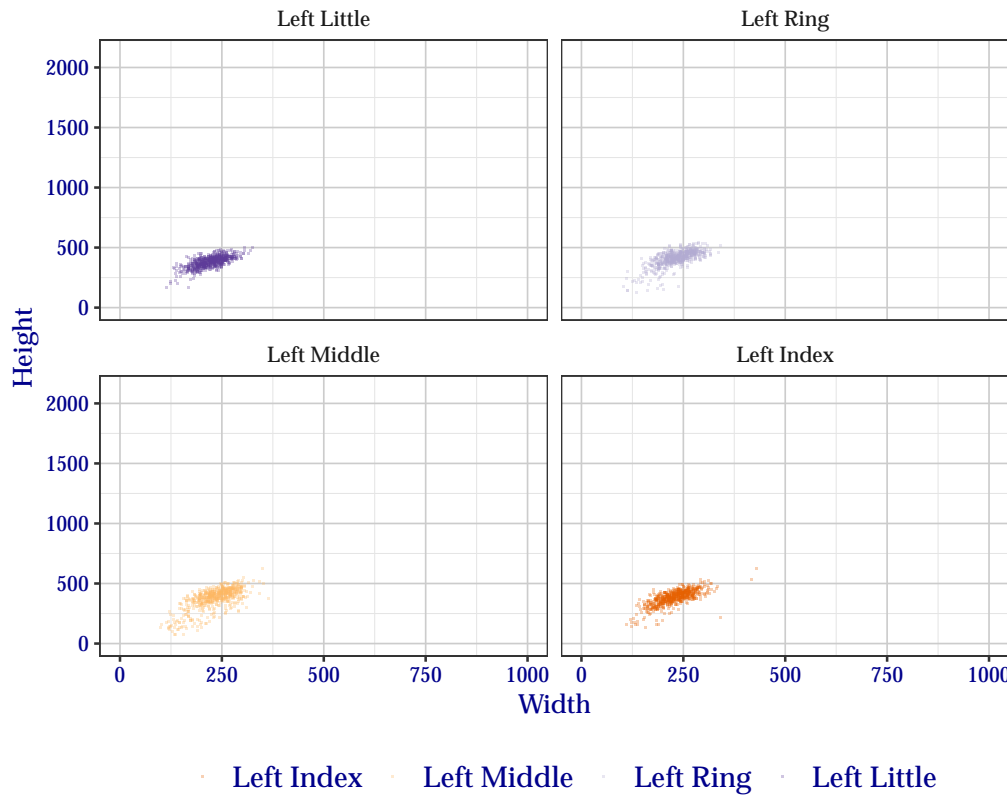 Left Little Left Ring
2000
1500
1000
500
0
Height
Left Middle Left Index
2000
1500
1000
500
0
0 250 500 750 1000 0 250 500 750 1000
Width
Left Index Left Middle Left Ring Left Little